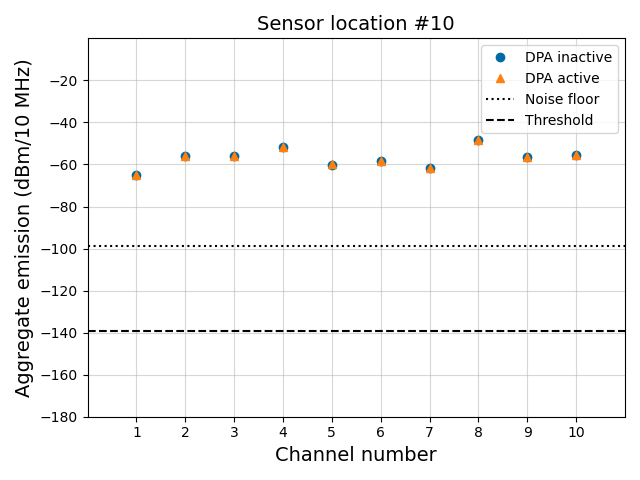 Sensor location #10
DPA inactive
DPA active
Noise floor
Threshold
Aggregate emission (dBm/10 MHz)
−20
−40
−60
−80
−100
−120
−140
−160
−180
1 2 3 4 5 6 7 8 9 10
Channel number